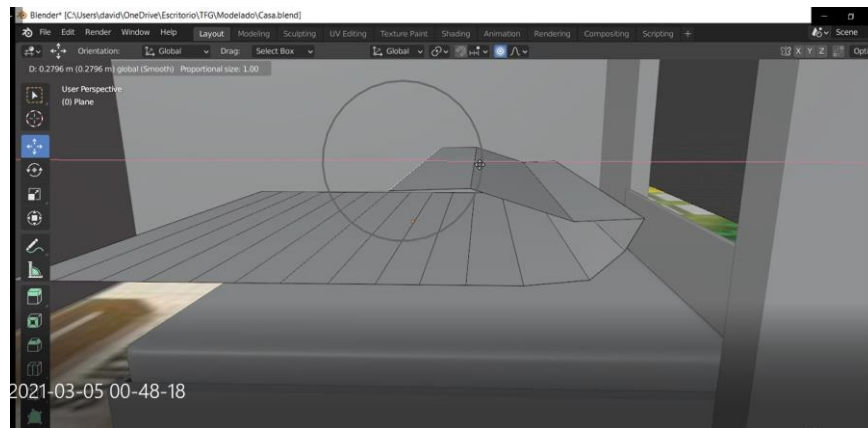 Blender* [C:\Users\david\OneDrive\Escritorio\TFG\Modelado\Casa.blend]
File Edit Render Window Help Layout Modeling Sculpting UV Editing Texture Paint Shading Animation Rendering Compositing Scripting + Scene
Orientation: Global Drag: Select Box Global X Y Z Opti
D: 0.2796 m (0.2796 m) global (Smooth) Proportional size: 1.00
User Perspective
(0) Plane
2021-03-05 00-48-18